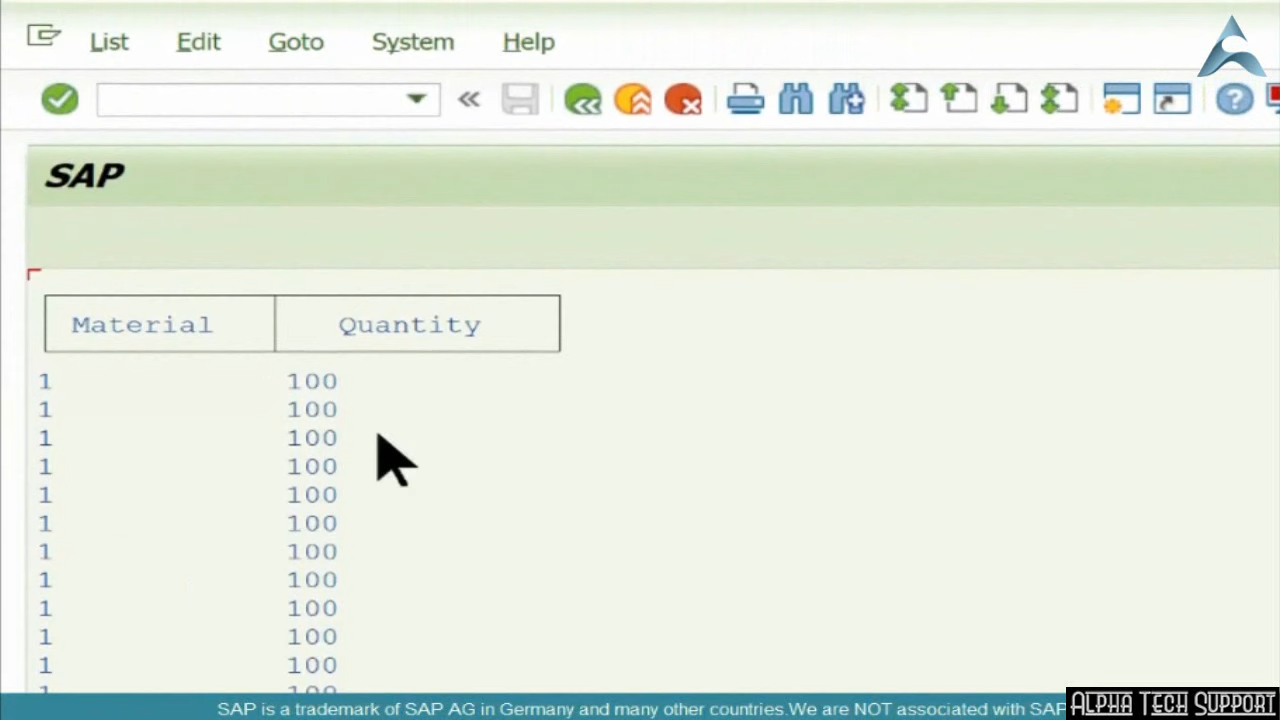 List Edit Goto System Help
SAP
Material Quantity
1 100
1 100
1 100
1 100
1 100
1 100
1 100
1 100
1 100
1 100
1 100
1 100
SAP is a trademark of SAP AG in Germany and many other countries.We are NOT associated with SAP
ALPHA TECH SUPPORT